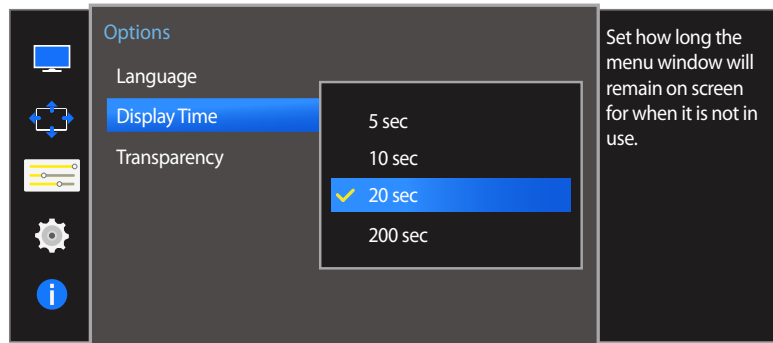 Options
Language
Display Time
Transparency
5 sec
10 sec
20 sec
200 sec
Set how long the
menu window will
remain on screen
for when it is not in
use.
i